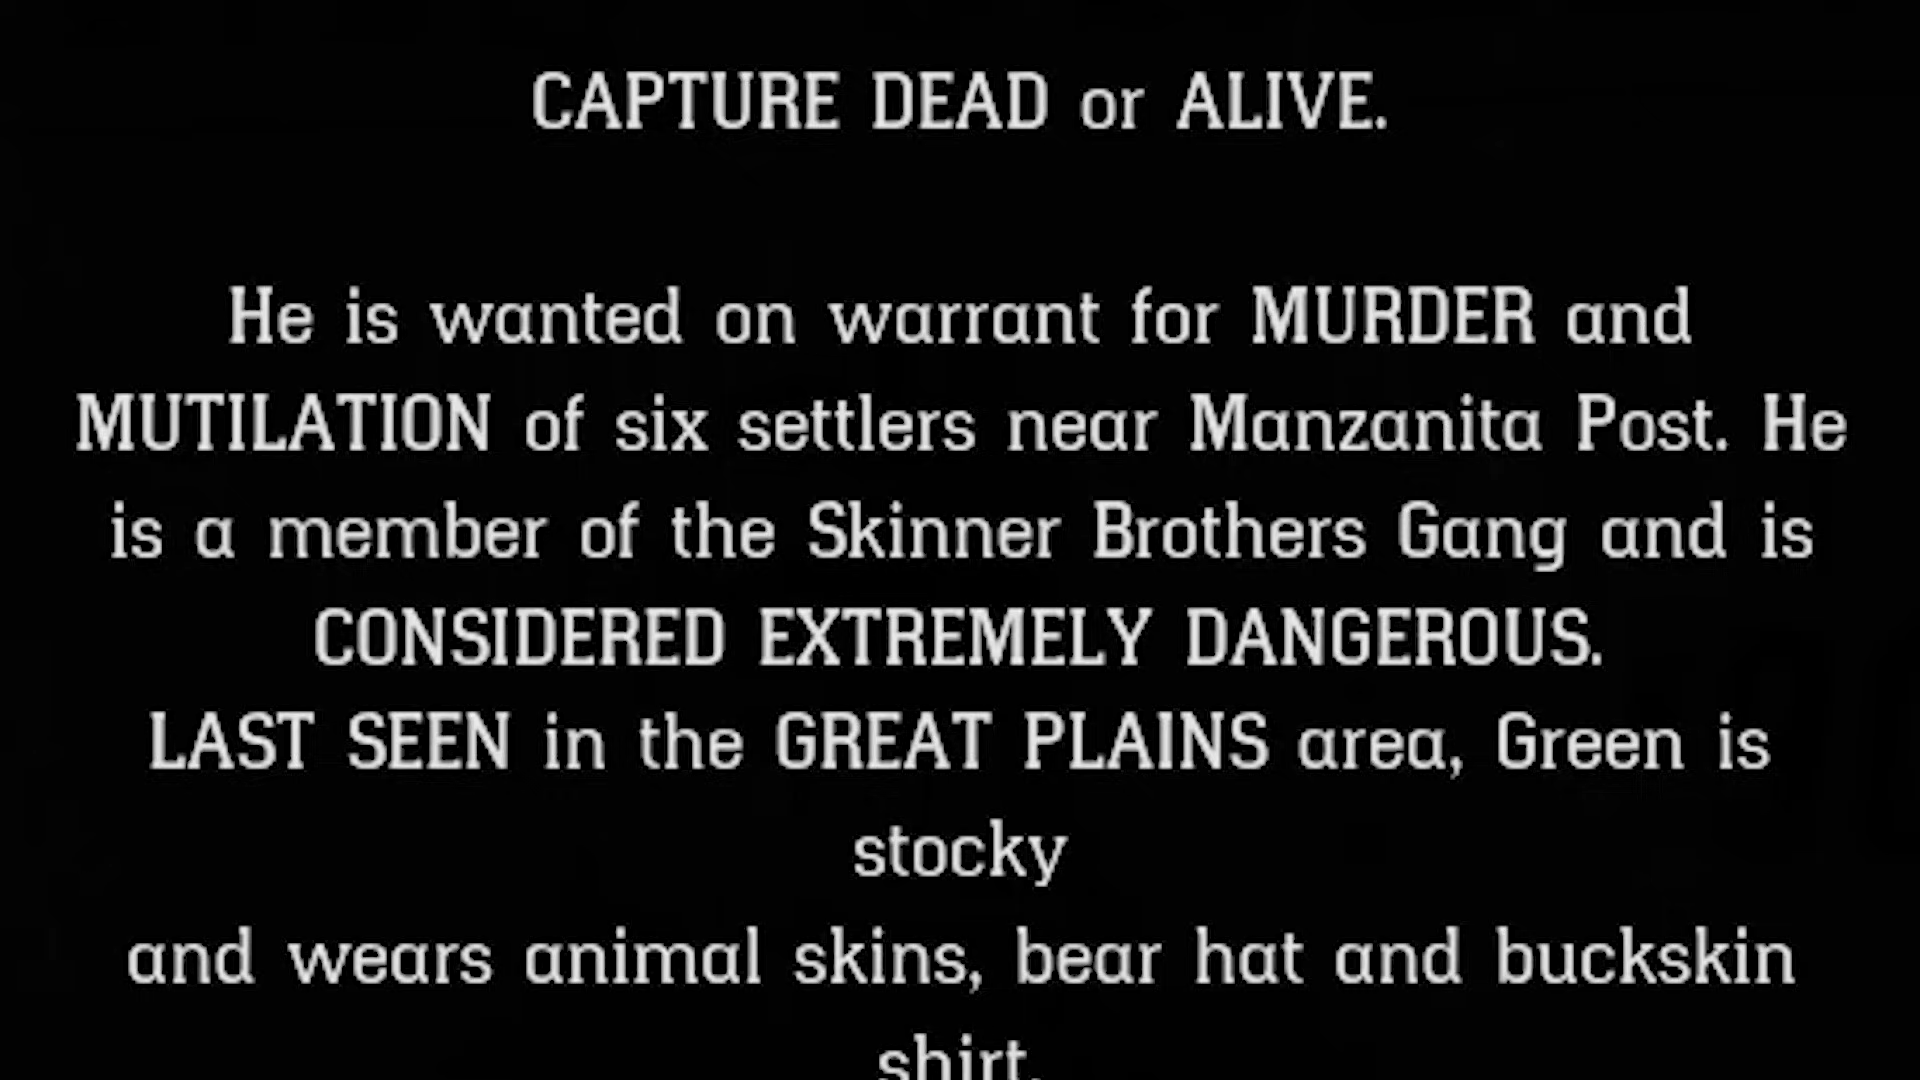 CAPTURE DEAD or ALIVE.
He is wanted on warrant for MURDER and
MUTILATION of six settlers near Manzanita Post. He
is a member of the Skinner Brothers Gang and is
CONSIDERED EXTREMELY DANGEROUS.
LAST SEEN in the GREAT PLAINS area, Green is
stocky
and wears animal skins, bear hat and buckskin
shirt.